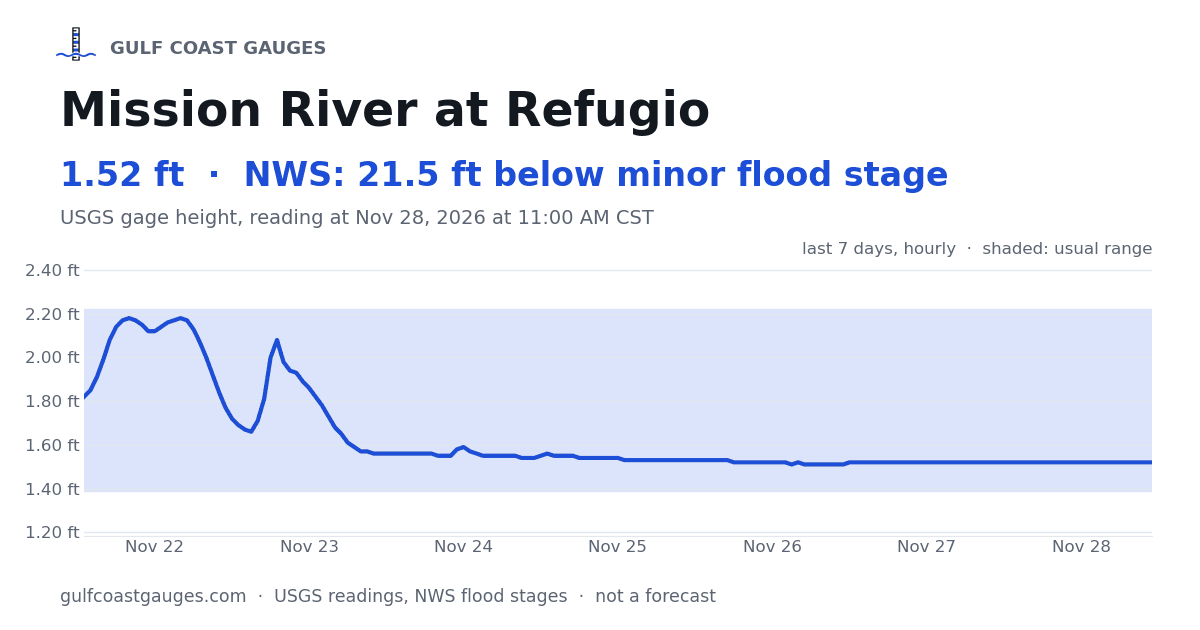 GULF COAST GAUGES
Mission River at Refugio
1.52 ft · NWS: 21.5 ft below minor flood stage
USGS gage height, reading at Nov 28, 2026 at 11:00 AM CST
last 7 days, hourly · shaded: usual range
2.40 ft
2.20 ft
2.00 ft
1.80 ft
1.60 ft
1.40 ft
1.20 ft
Nov 22 Nov 23 Nov 24 Nov 25 Nov 26 Nov 27 Nov 28
gulfcoastgauges.com · USGS readings, NWS flood stages · not a forecast